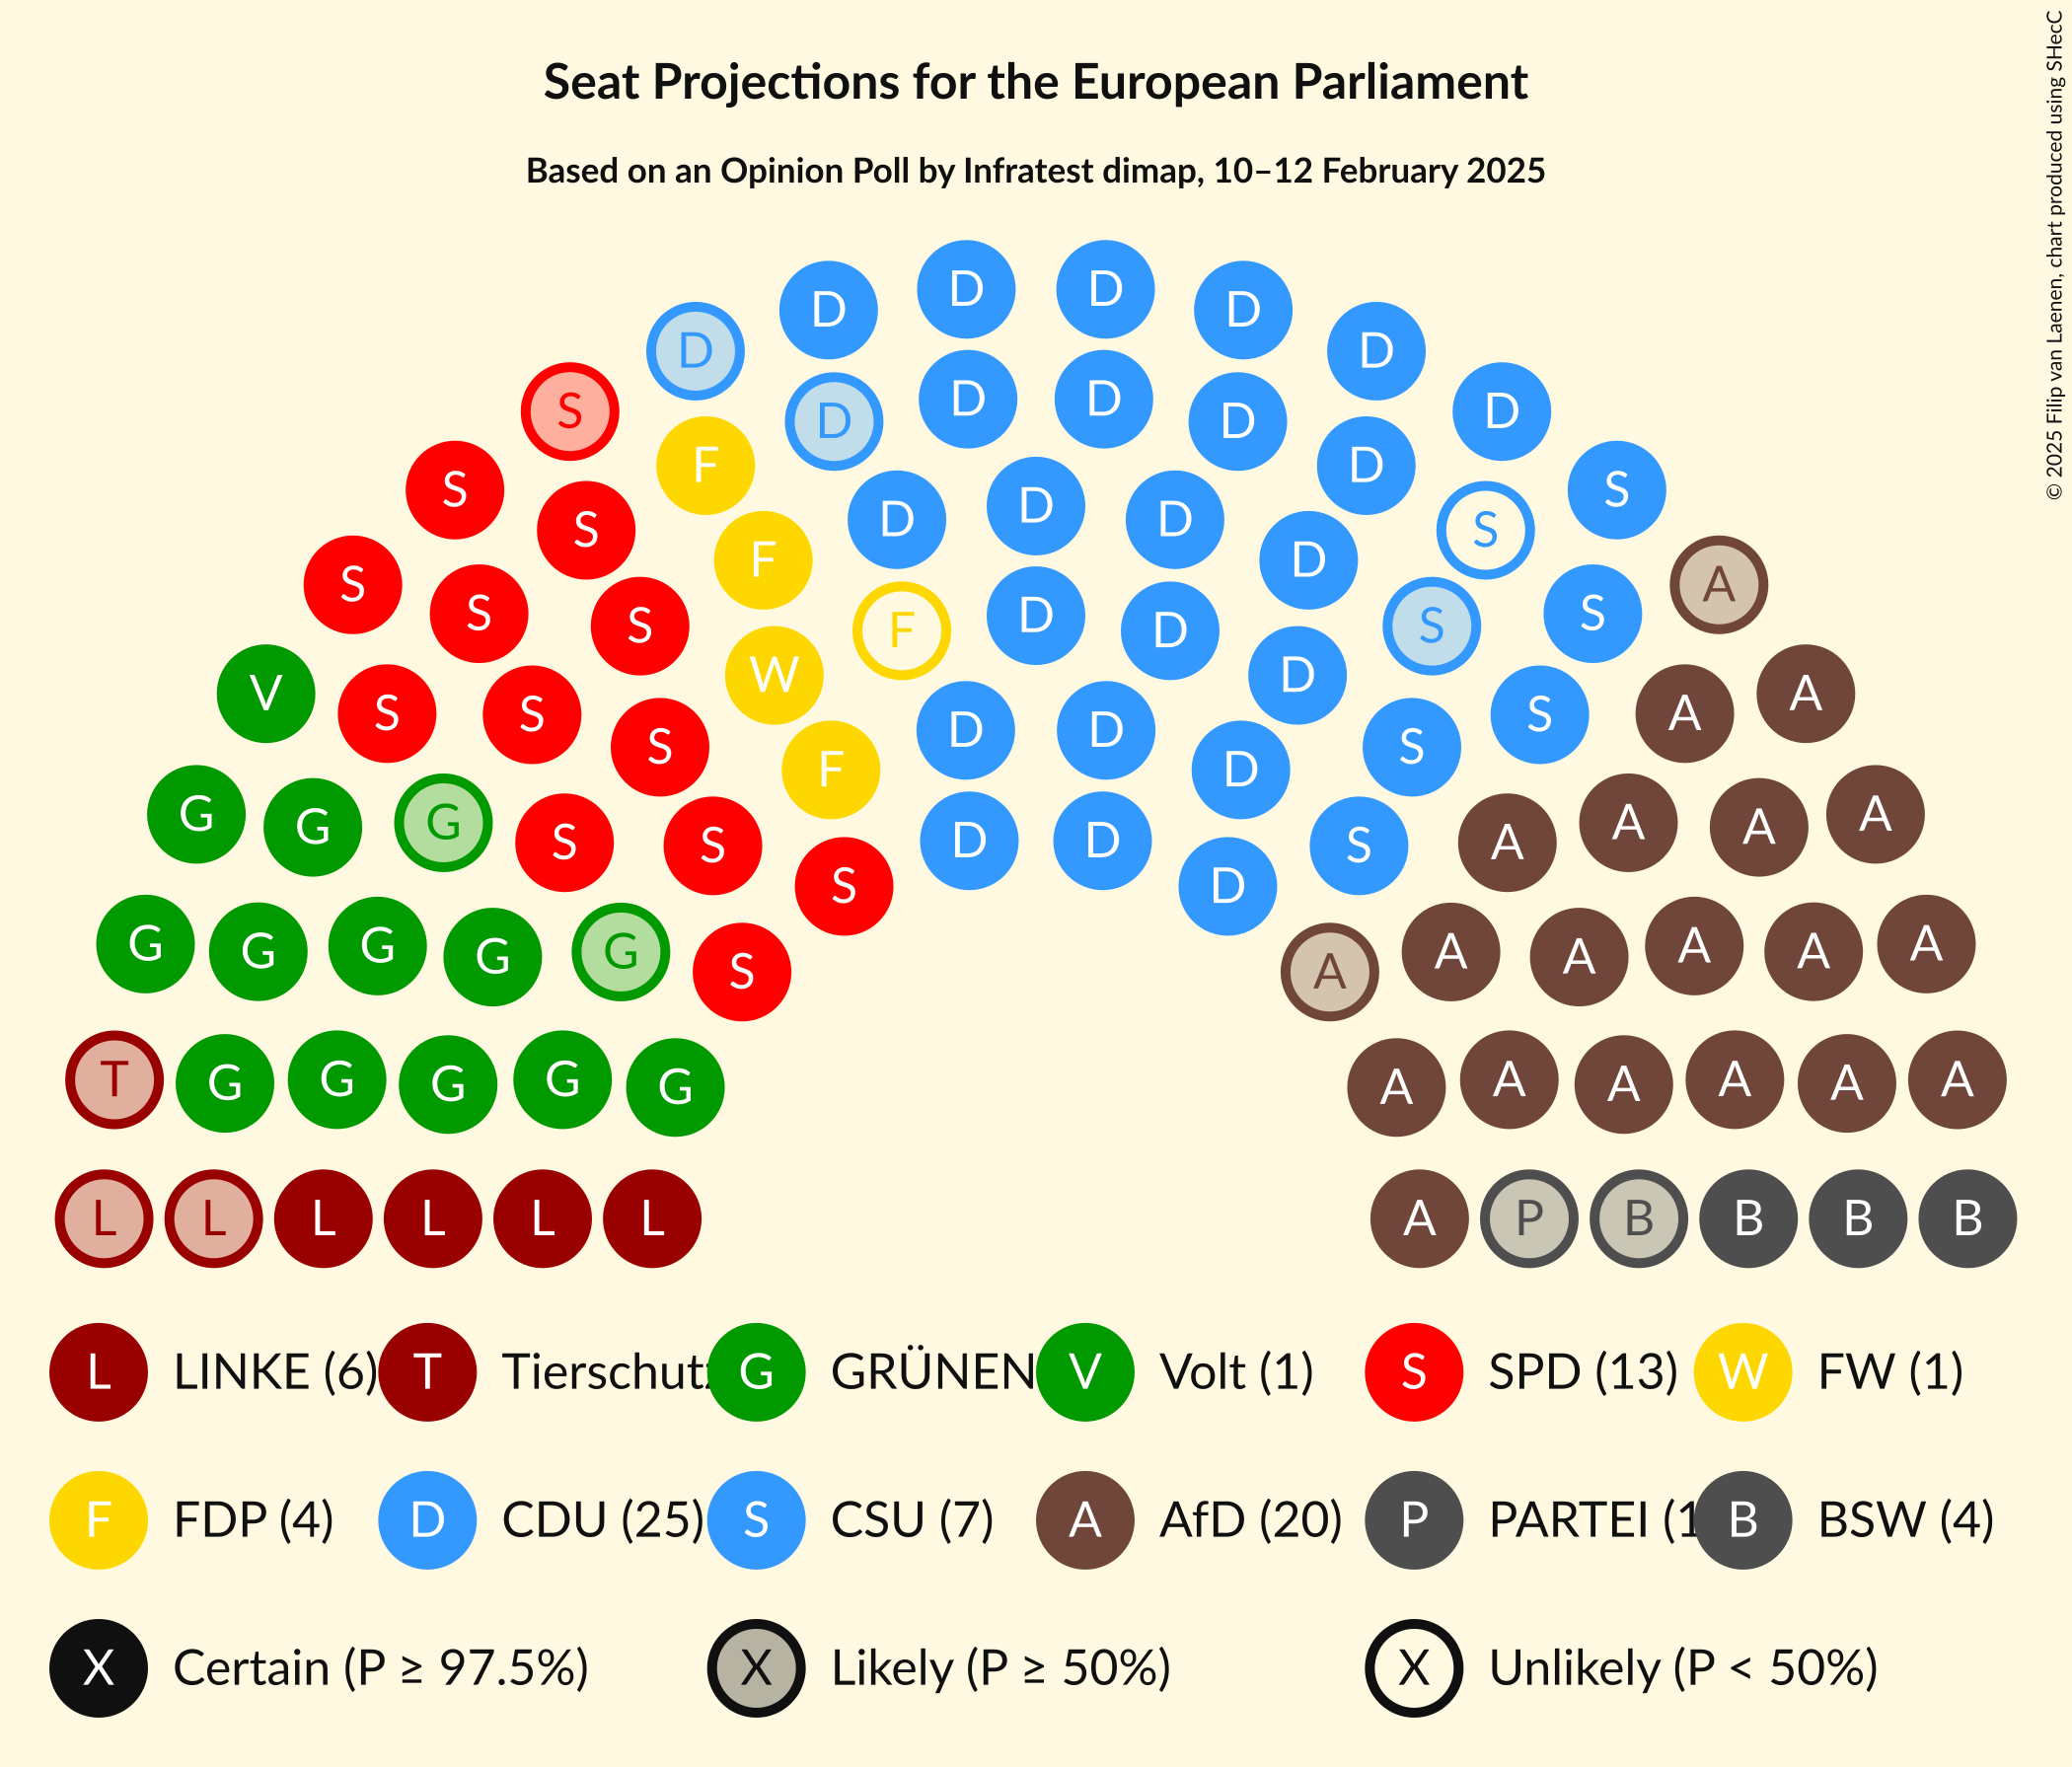 Seat Projections for the European Parliament
Based on an Opinion Poll by Infratest dimap, 10–12 February 2025
© 2025 Filip van Laenen, chart produced using SHecC
D D
D D
D D
D D
S D
D D
F D
S S
D D D
S S
F D
S A
S D S
S F D S
W D
V A
S S S A
D D
S S
F D
G A
G G A A
S S D D S A
S D
G G G G G A A A A A
S A
T G G G G G A A A A A A
L L L L L L A P B B B B
L LINKE (6) T Tierschutz G GRÜNEN V Volt (1) S SPD (13) W FW (1)
F FDP (4) D CDU (25) S CSU (7) A AfD (20) P PARTEI (1 B BSW (4)
X Certain (P ≥ 97.5%) X Likely (P ≥ 50%) X Unlikely (P < 50%)